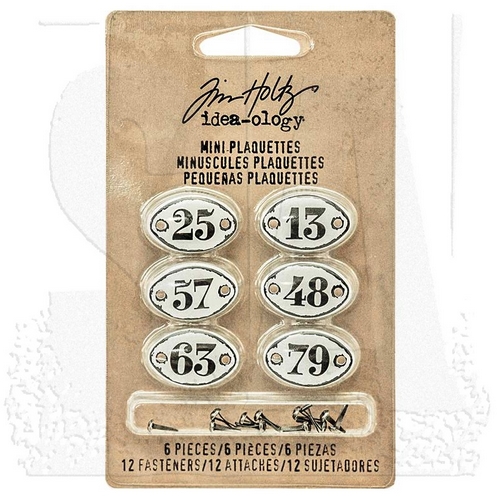 Tim Holtz
idea-ology
MINI PLAQUETTES
MINUSCULES PLAQUETTES
PEQUERAS PLAQUETTES
25 13
57 48
63 79
6 PIECES/6 PIÈCES/6 PIEZAS
12 FASTENERS/12 ATTACHES/12 SUJETADORES